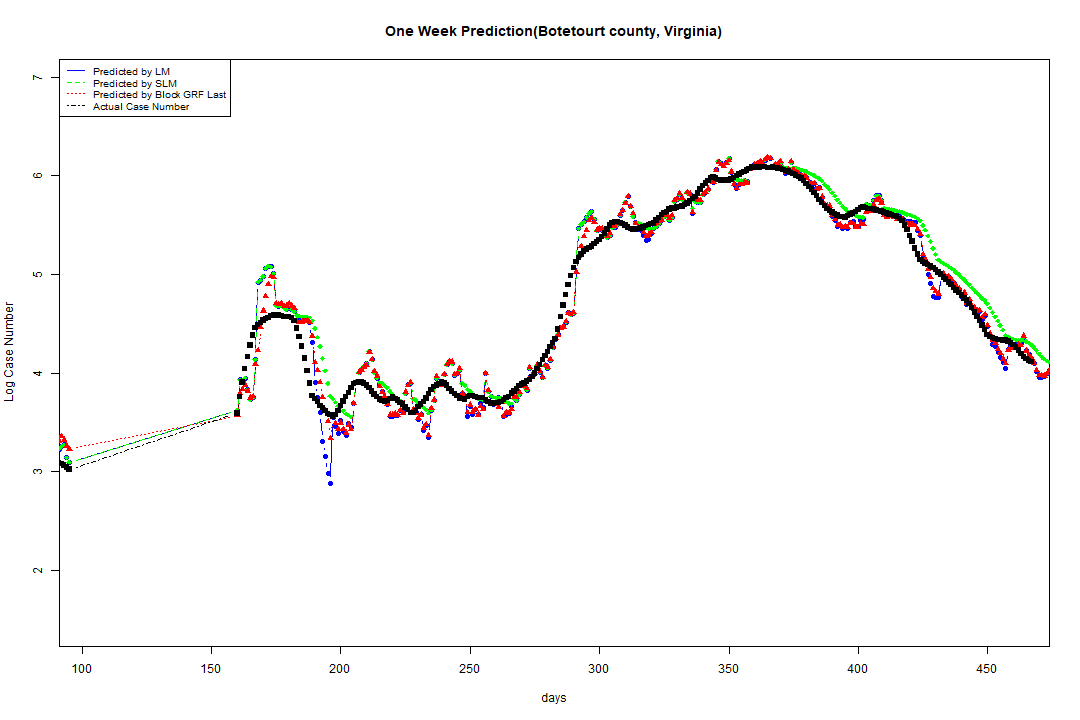 One Week Prediction(Botetourt county, Virginia)
Predicted by LM
Predicted by SLM
Predicted by Block GRF Last
Actual Case Number
7
6
5
4
3
2
Log Case Number
100 150 200 250 300 350 400 450
days